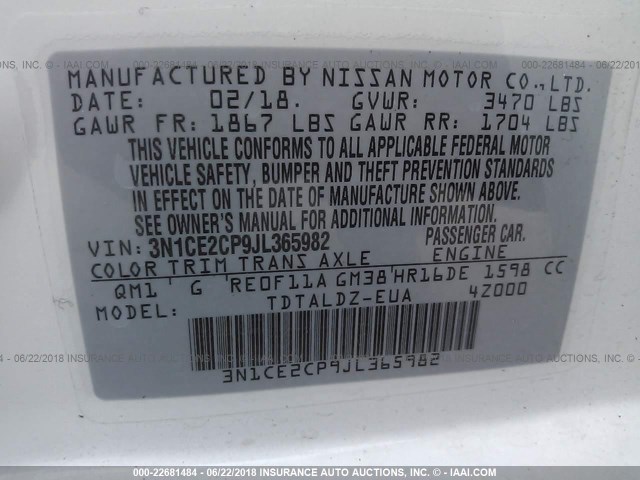 MANUFACTURED BY NISSAN MOTOR CO.,LTD.
DATE: 02/18. GVWR: 3470 LBS
GAWR FR: 1867 LBS GAWR RR: 1704 LBS
THIS VEHICLE CONFORMS TO ALL APPLICABLE FEDERAL MOTOR
VEHICLE SAFETY, BUMPER AND THEFT PREVENTION STANDARDS
IN EFFECT ON THE DATE OF MANUFACTURE SHOWN ABOVE.
SEE OWNER'S MANUAL FOR ADDITIONAL INFORMATION.
VIN: 3N1CE2CP9JL365982 PASSENGER CAR.
COLOR TRIM TRANS AXLE ENGINE
QM1 G RE0F11A GM38 HR16DE 1598 CC
MODEL: TDTALDZ-EUA 4Z000
3N1CE2CP9JL365982
000-22681484 - 06/22/2018 INSURANCE AUTO AUCTIONS. © - IAAI.COM